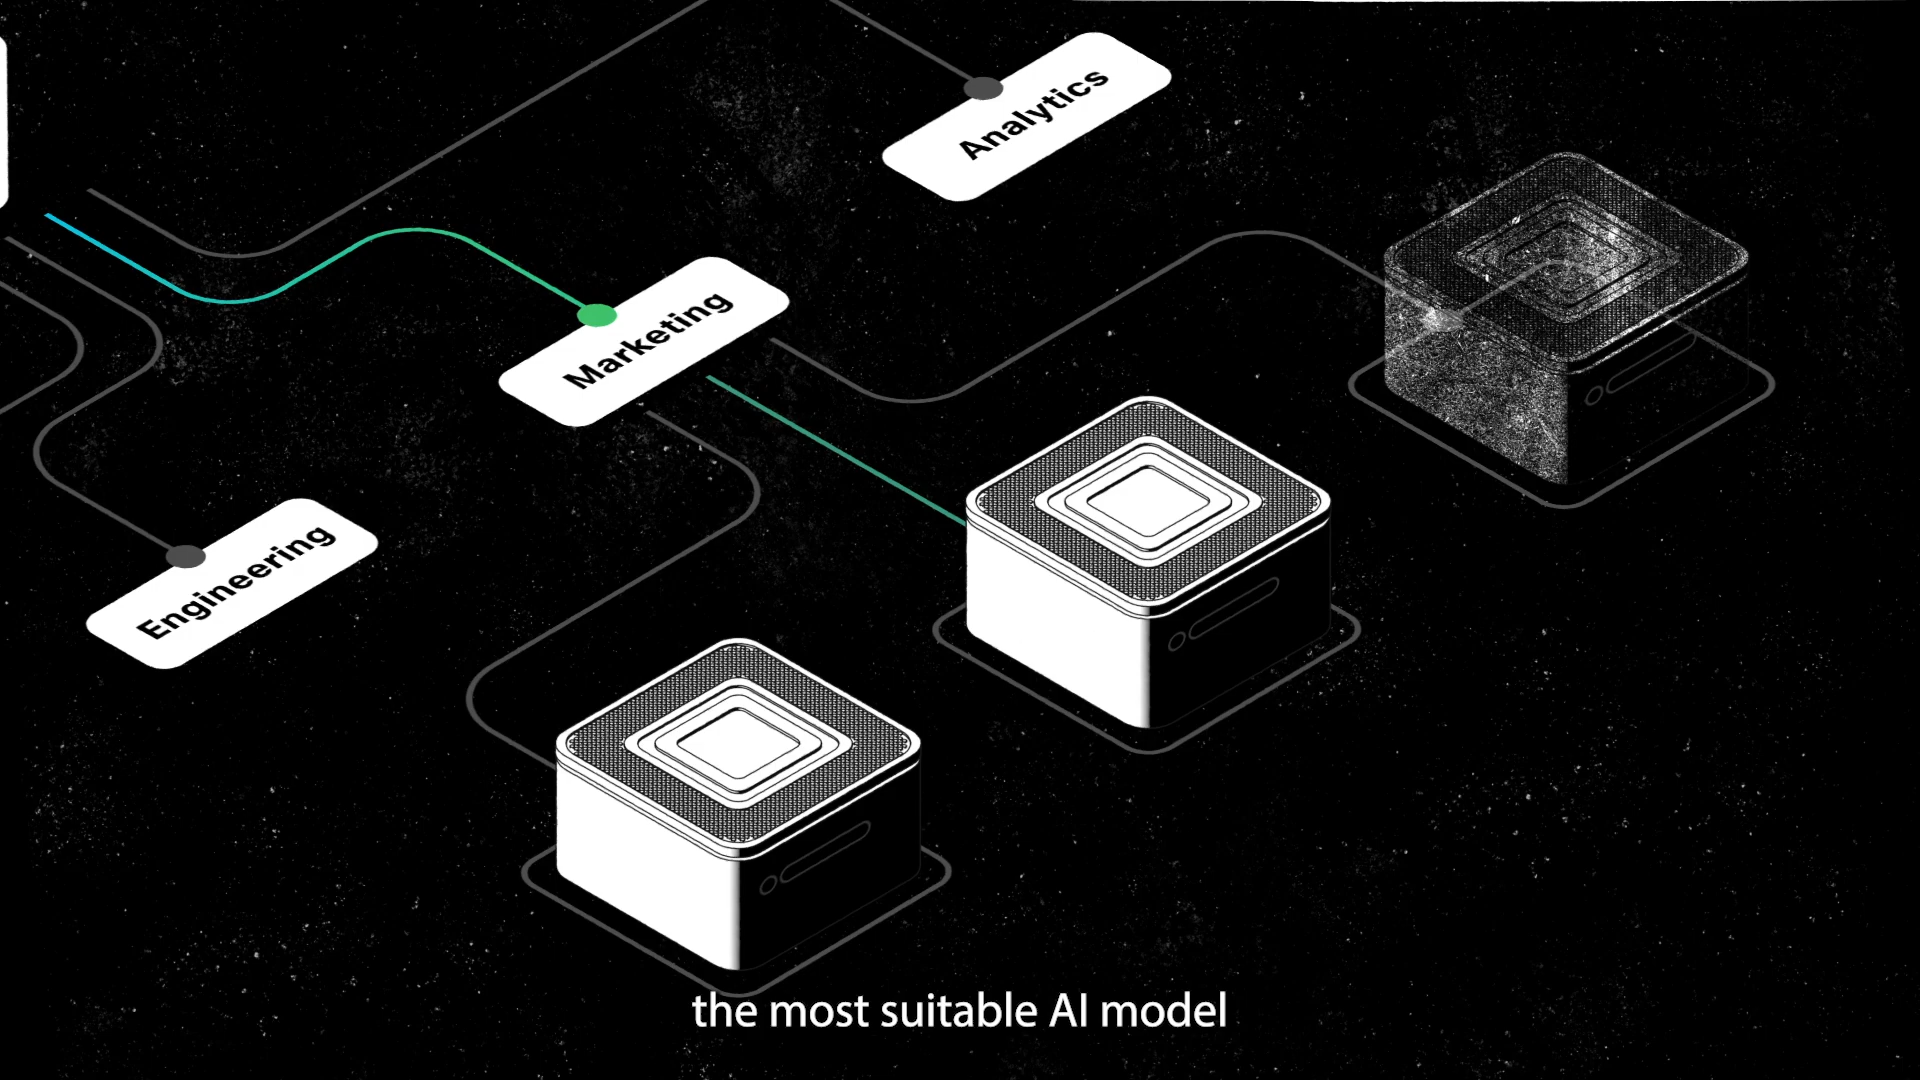 Analytics
Marketing
Engineering
the most suitable AI model